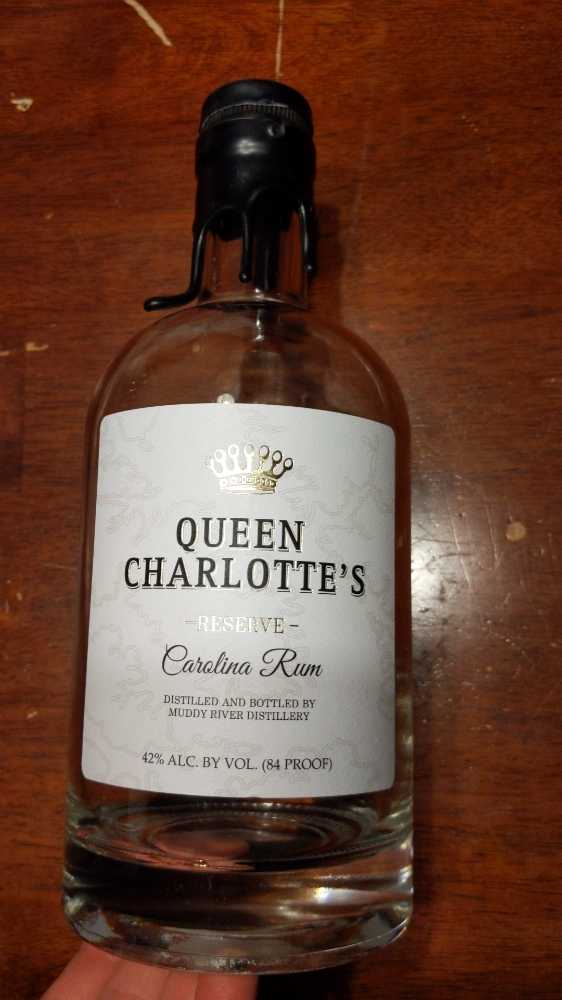 QUEEN
CHARLOTTE'S
-RESERVE-
Carolina Rum
DISTILLED AND BOTTLED BY
MUDDY RIVER DISTILLERY
42% ALC. BY VOL. (84 PROOF)